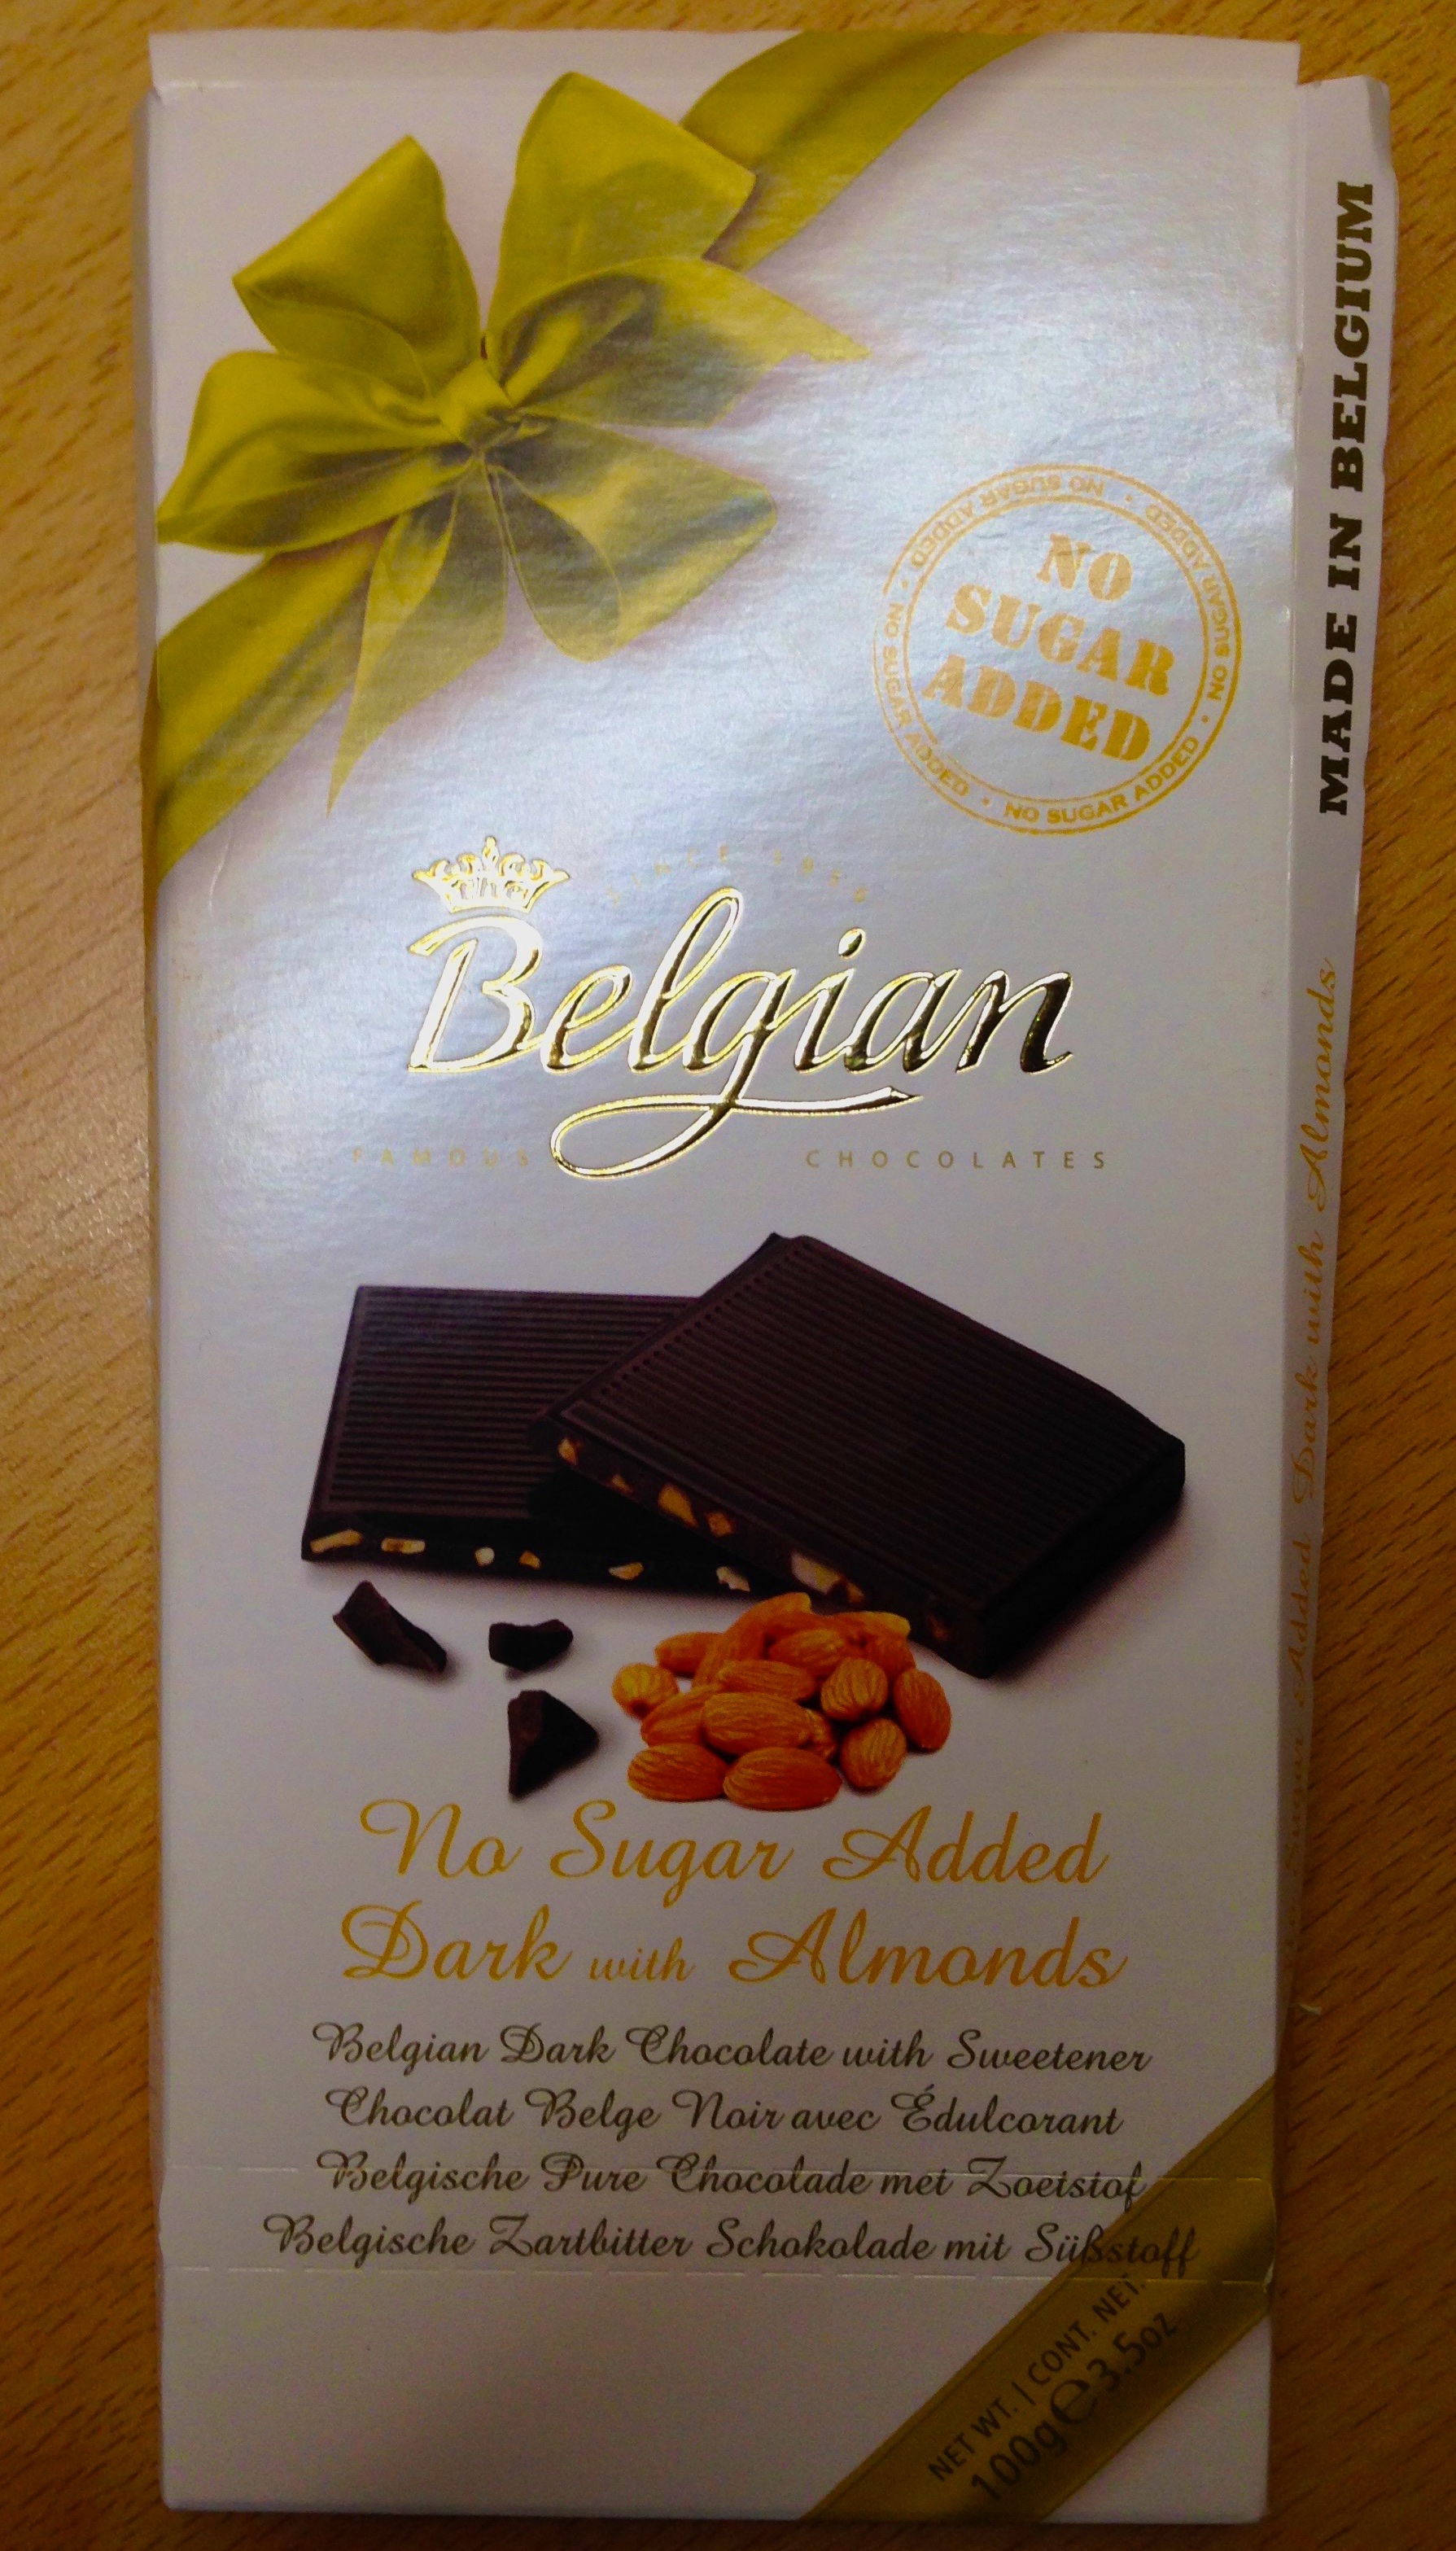 NO SUGAR ADDED • NO SUGAR ADDED • NO SUGAR ADDED • NO SUGAR ADDED •
NO
SUGAR
ADDED
MADE IN BELGIUM
SINCE 1956
Belgian
FAMOUS CHOCOLATES
No Sugar Added
Dark with Almonds
Belgian Dark Chocolate with Sweetener
Chocolat Belge Noir avec Édulcorant
Belgische Pure Chocolade met Zoetstof
Belgische Zartbitter Schokolade mit Süßstoff
NET WT. | CONT. NET.
100g e 3.5oz
Sugar Added Dark with Almonds